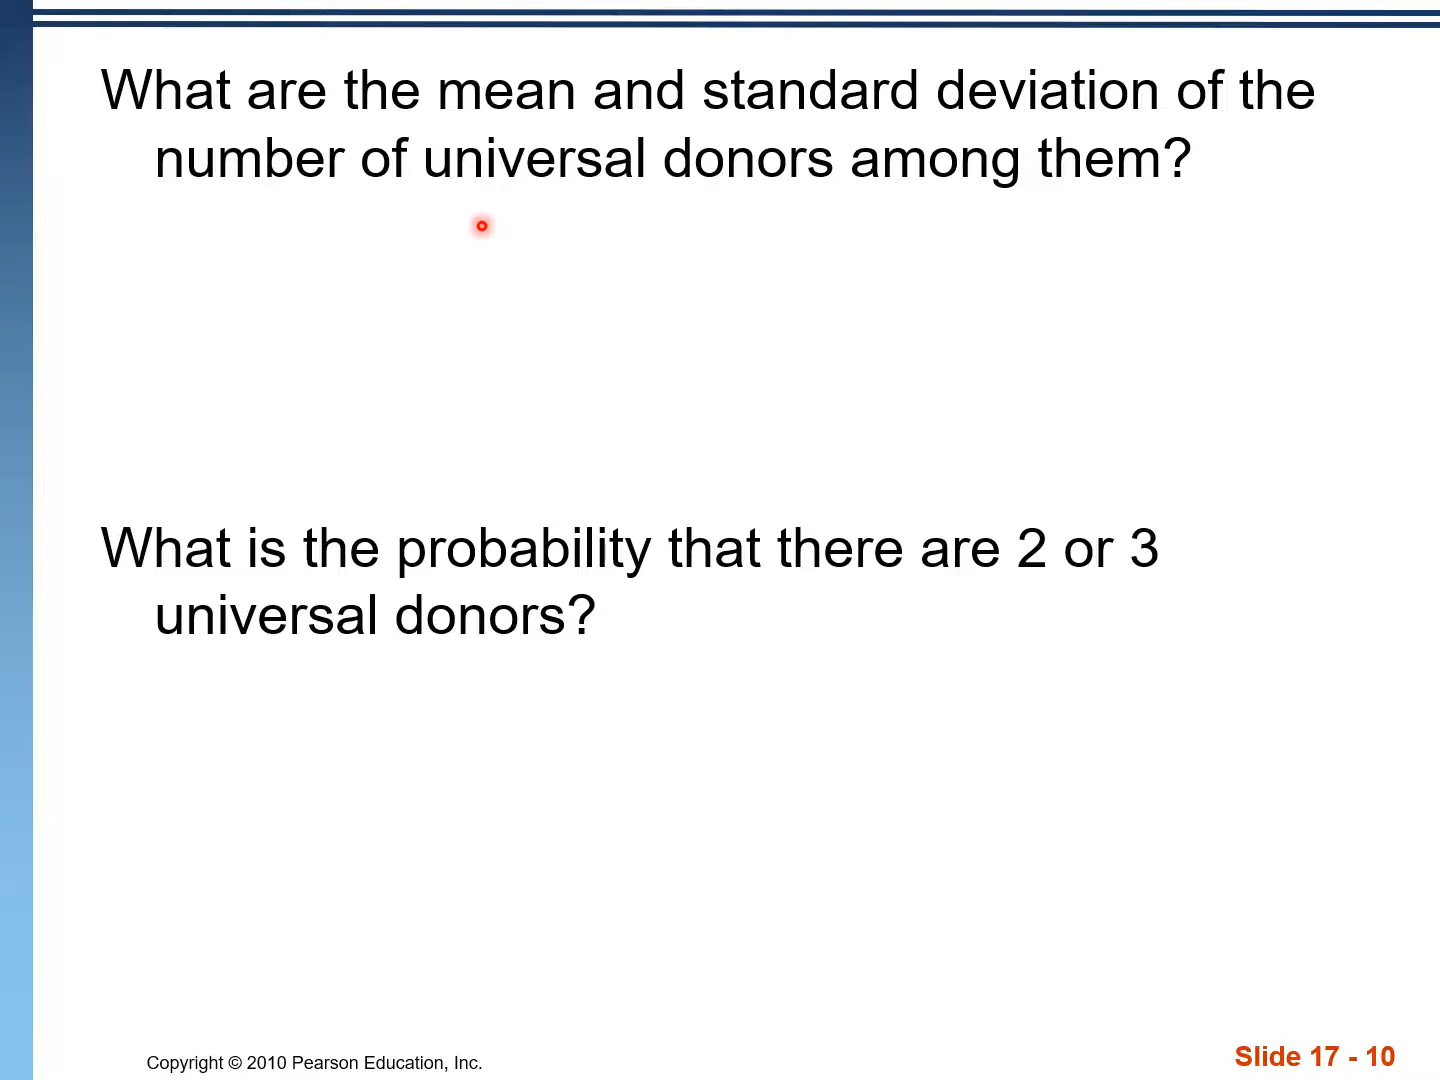 What are the mean and standard deviation of the
number of universal donors among them?
What is the probability that there are 2 or 3
universal donors?
Copyright © 2010 Pearson Education, Inc.
Slide 17 - 10